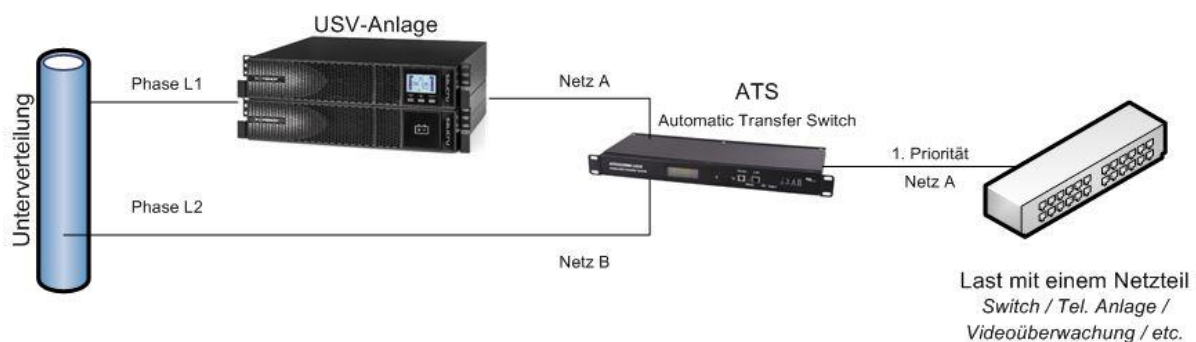 USV-Anlage
Unterverteilung
Phase L1
Netz A
ATS
Automatic Transfer Switch
1. Priorität
Netz A
Phase L2
Netz B
Last mit einem Netzteil
Switch / Tel. Anlage /
Videoüberwachung / etc.